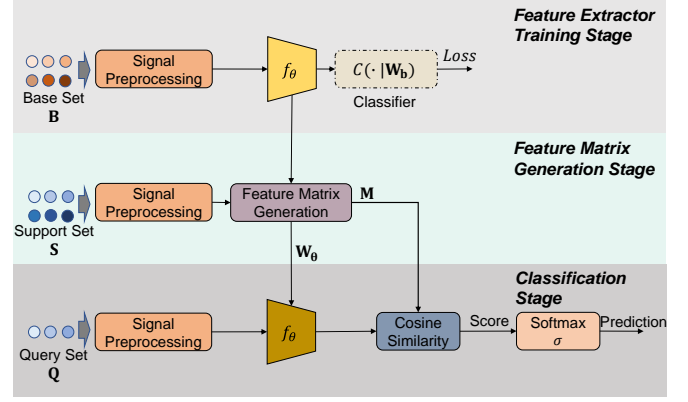 Feature Extractor
Training Stage
Signal
Preprocessing
f_θ
C(· |W_b)
Loss
Classifier
Base Set
B
Feature Matrix
Generation Stage
Signal
Preprocessing
Feature Matrix
Generation
M
Support Set
S
W_θ
Classification
Stage
Signal
Preprocessing
f_θ
Cosine
Similarity
Score
Softmax
σ
Prediction
Query Set
Q